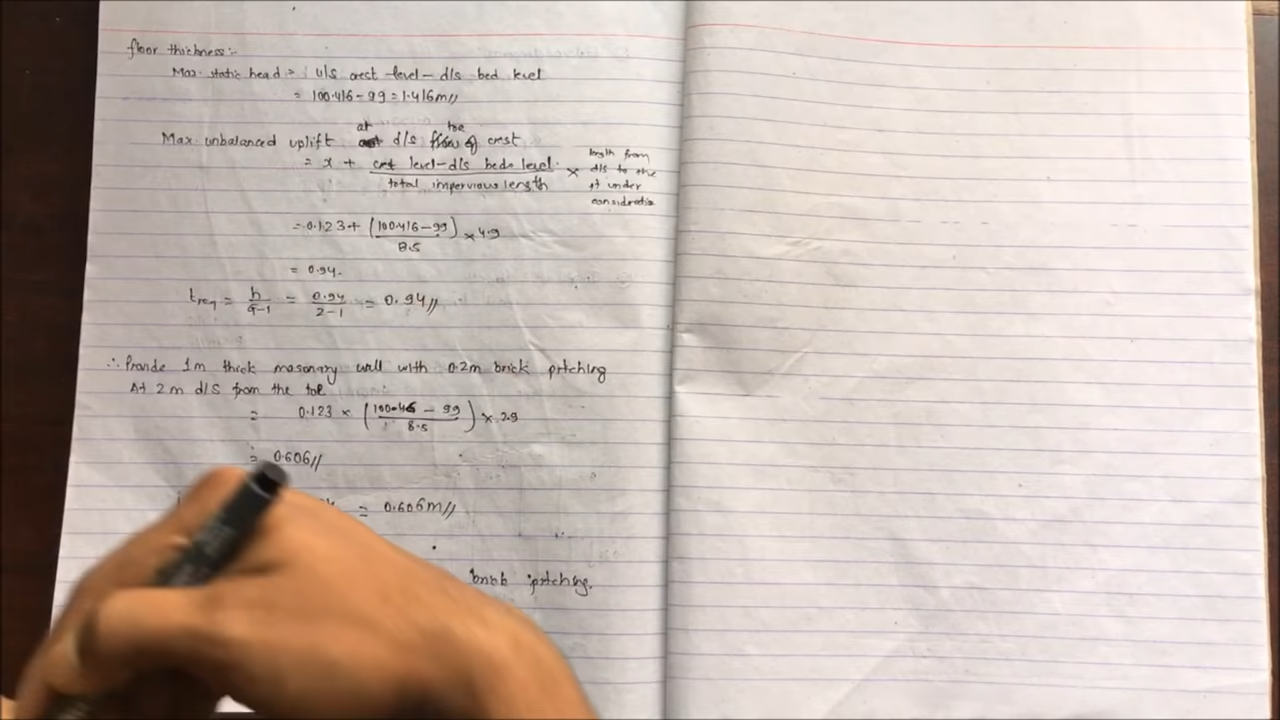 floor thickness:-
Max. static head = U/s crest level - d/s bed level
= 100.416 - 99 = 1.416m//
at toe
Max. unbalanced uplift d/s of crest
= x + crest level - d/s bed level / total impervious length × length from d/s to the pt under consideration
= 0.123 + (100.416 - 99 / 8.5) × 4.9
= 0.94.
treq = h/G-1 = 0.94/2-1 = 0.94//
∴ Provide 1m thick masonary wall with 0.2m brick pitching
At 2m d/s from the toe
= 0.123 × (100.416 - 99 / 8.5) × 2.9
= 0.606//
= 0.606m//
brick pitching.